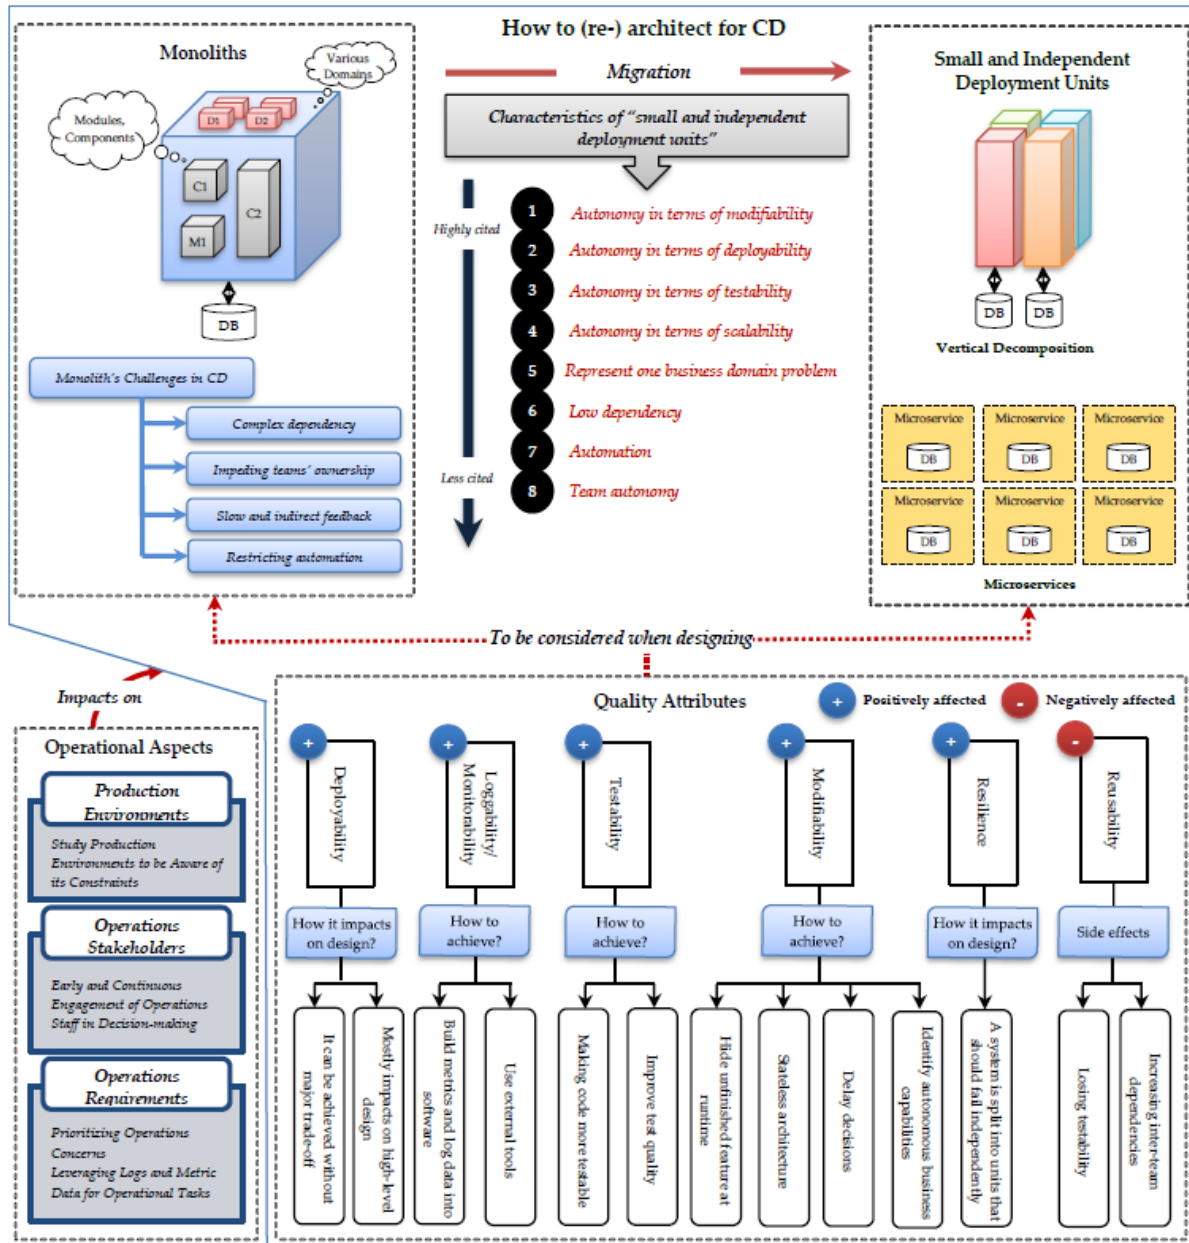 How to (re-) architect for CD
Monoliths
Various
Domains
Modules,
Components
D1
D2
C1
C2
M1
DB
Monolith's Challenges in CD
Complex dependency
Impeding teams' ownership
Slow and indirect feedback
Restricting automation
Migration
Characteristics of "small and independent
deployment units"
Highly cited
Less cited
1 Autonomy in terms of modifiability
2 Autonomy in terms of deployability
3 Autonomy in terms of testability
4 Autonomy in terms of scalability
5 Represent one business domain problem
6 Low dependency
7 Automation
8 Team autonomy
Small and Independent
Deployment Units
DB DB
Vertical Decomposition
Microservice Microservice Microservice
DB DB DB
Microservice Microservice Microservice
DB DB DB
Microservices
To be considered when designing
Impacts on
Operational Aspects
Production
Environments
Study Production
Environments to be Aware of
its Constraints
Operations
Stakeholders
Early and Continuous
Engagement of Operations
Staff in Decision-making
Operations
Requirements
Prioritizing Operations
Concerns
Leveraging Logs and Metric
Data for Operational Tasks
Quality Attributes
+ Positively affected
- Negatively affected
+
Deployability
How it impacts
on design?
It can be achieved without
major trade-off
Mostly impacts on high-level
design
+
Loggability/
Monitorability
How to
achieve?
Build metrics and log data into
software
Use external tools
+
Testability
How to
achieve?
Making code more testable
Improve test quality
+
Modifiability
How to
achieve?
Hide unfinished feature at
runtime
Stateless architecture
Delay decisions
Identify autonomous business
capabilities
+
Resilience
How it impacts
on design?
A system is split into units that
should fail independently
-
Reusability
Side effects
Losing testability
Increasing inter-team
dependencies